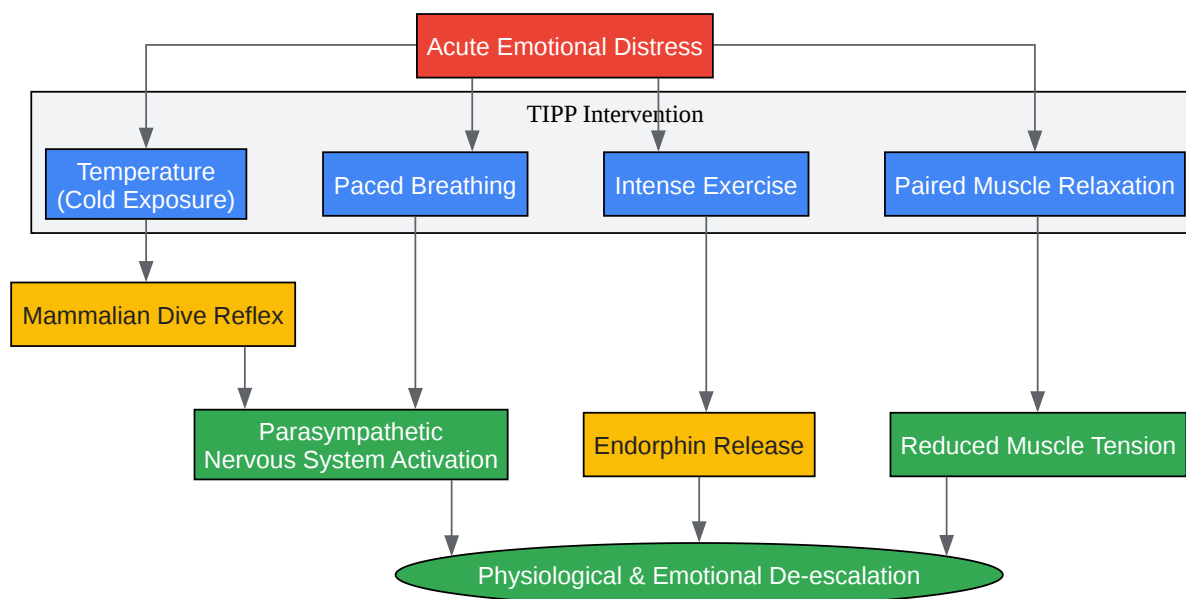 Acute Emotional Distress
TIPP Intervention
Temperature
(Cold Exposure)
Paced Breathing
Intense Exercise
Paired Muscle Relaxation
Mammalian Dive Reflex
Parasympathetic
Nervous System Activation
Endorphin Release
Reduced Muscle Tension
Physiological & Emotional De-escalation